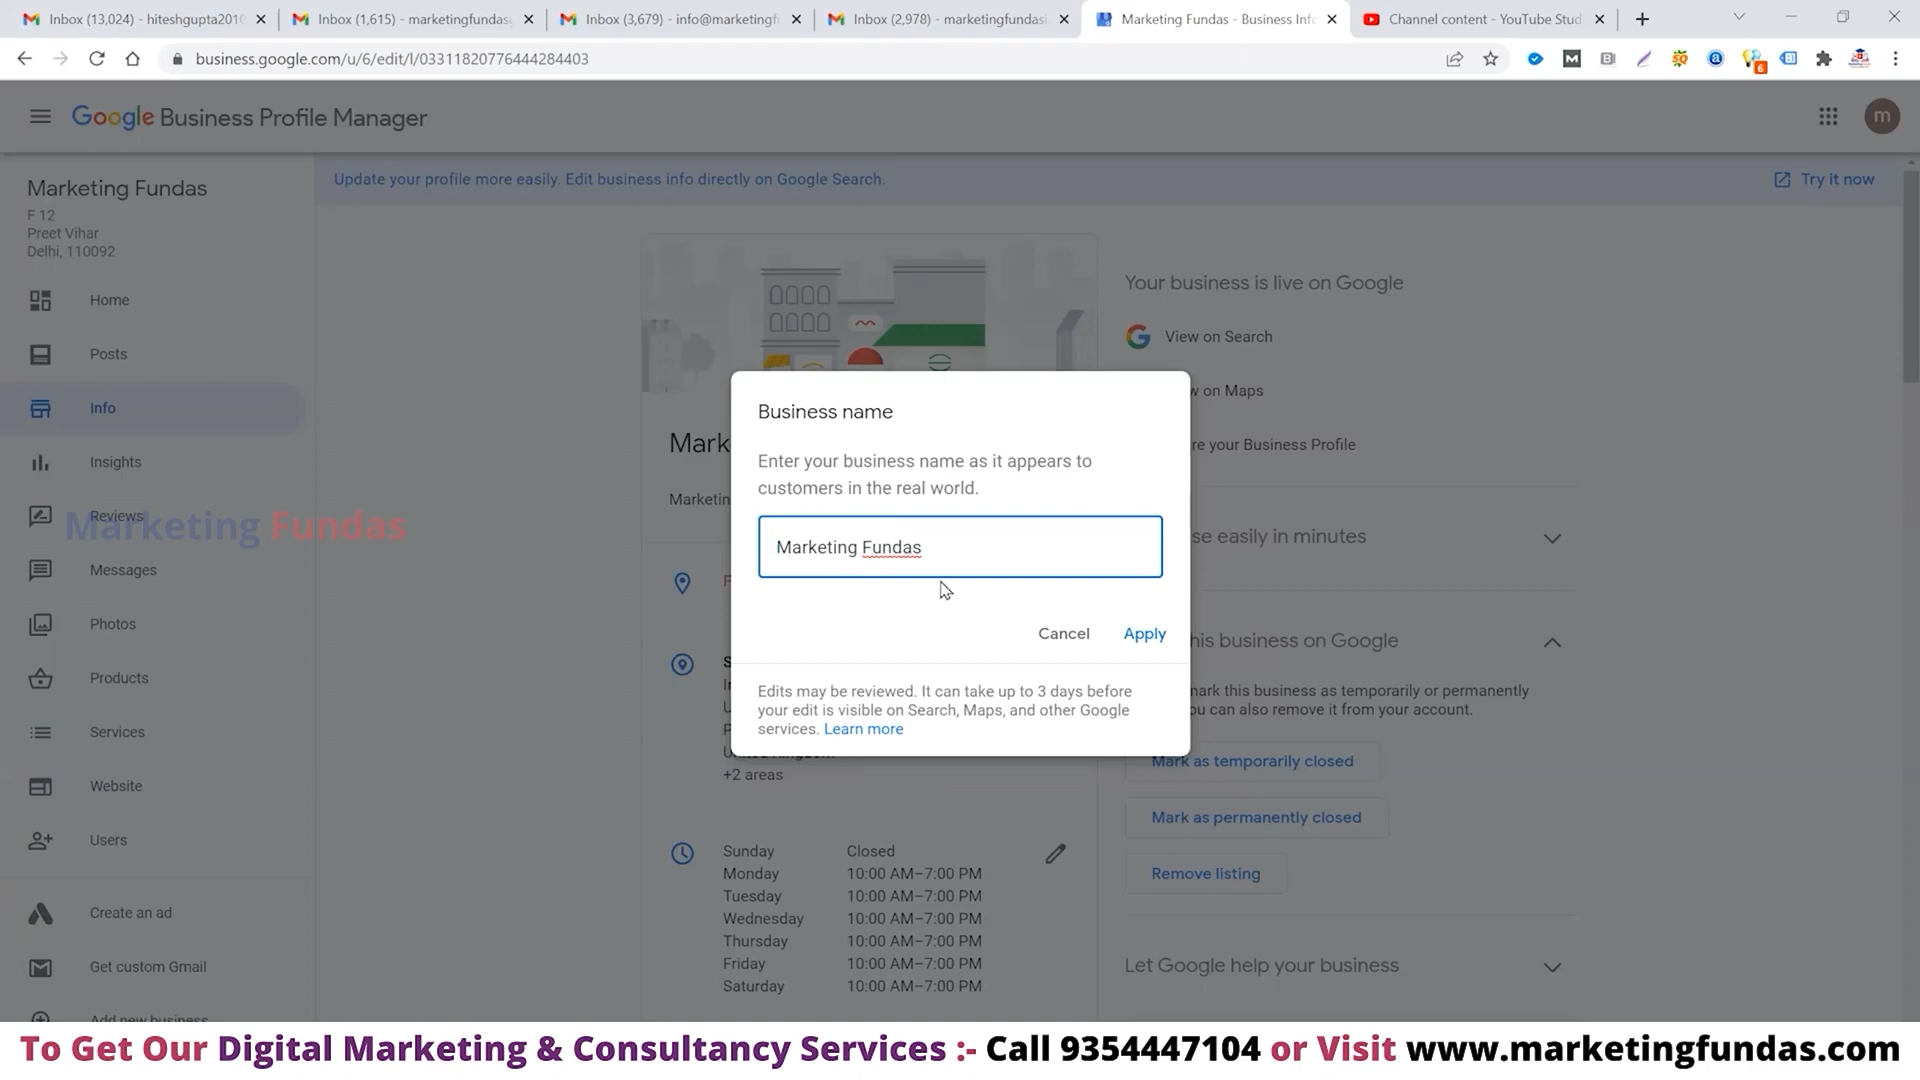 Inbox (13,024) - hiteshgupta2010
Inbox (1,615) - marketingfundas
Inbox (3,679) - info@marketingf
Inbox (2,978) - marketingfundasi
Marketing Fundas - Business Info
Channel content - YouTube Stud
business.google.com/u/6/edit/l/03311820776444284403
6
Google Business Profile Manager
m
Marketing Fundas
F 12
Preet Vihar
Delhi, 110092
Update your profile more easily. Edit business info directly on Google Search.
Try it now
Home
Posts
Info
Insights
Reviews
Marketing Fundas
Messages
Photos
Products
Services
Website
Users
Create an ad
Get custom Gmail
Add new business
Your business is live on Google
View on Search
w on Maps
re your Business Profile
Mark
Marketin
Business name
Enter your business name as it appears to
customers in the real world.
Marketing Fundas
Cancel
Apply
Edits may be reviewed. It can take up to 3 days before
your edit is visible on Search, Maps, and other Google
services. Learn more
+2 areas
se easily in minutes
his business on Google
mark this business as temporarily or permanently
ou can also remove it from your account.
Mark as temporarily closed
Mark as permanently closed
Remove listing
Let Google help your business
Sunday Closed
Monday 10:00 AM–7:00 PM
Tuesday 10:00 AM–7:00 PM
Wednesday 10:00 AM–7:00 PM
Thursday 10:00 AM–7:00 PM
Friday 10:00 AM–7:00 PM
Saturday 10:00 AM–7:00 PM
To Get Our Digital Marketing & Consultancy Services :- Call 9354447104 or Visit www.marketingfundas.com